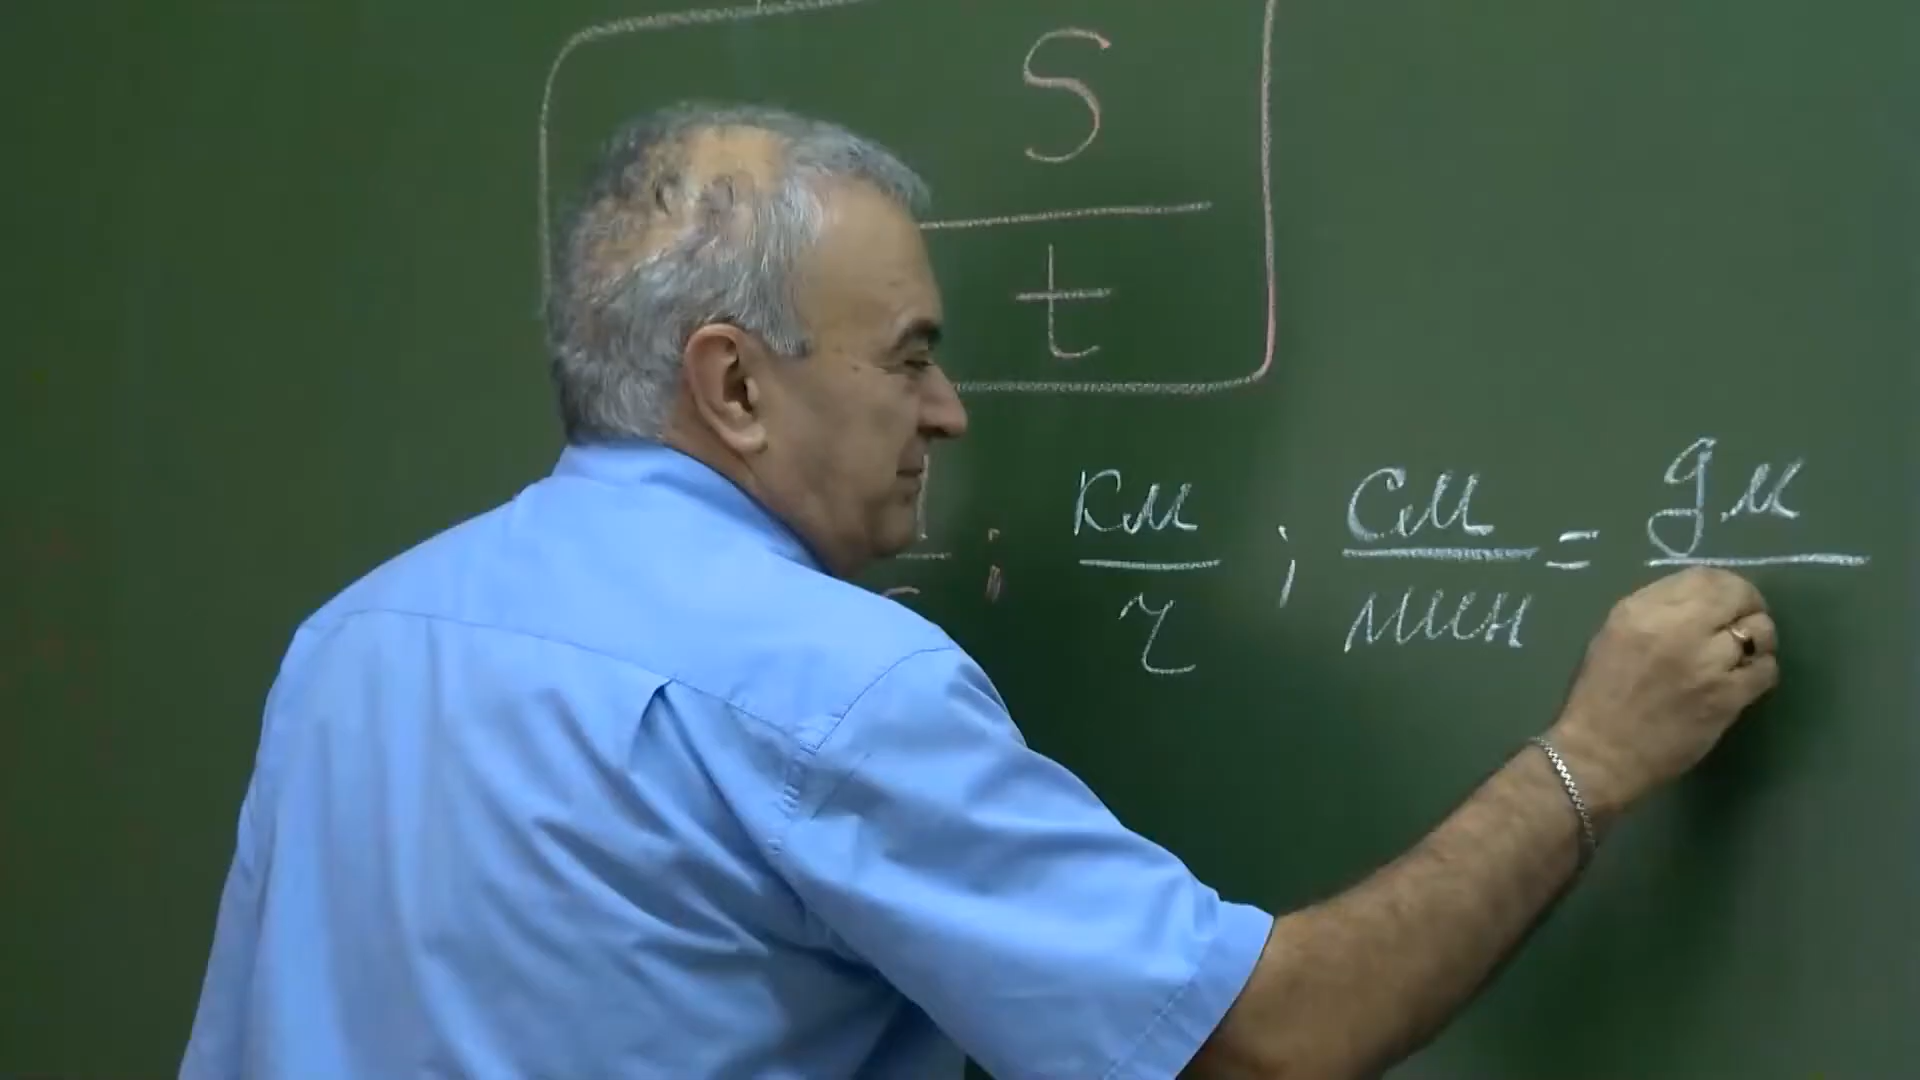 S
t
; км ; см = дм
ч мин